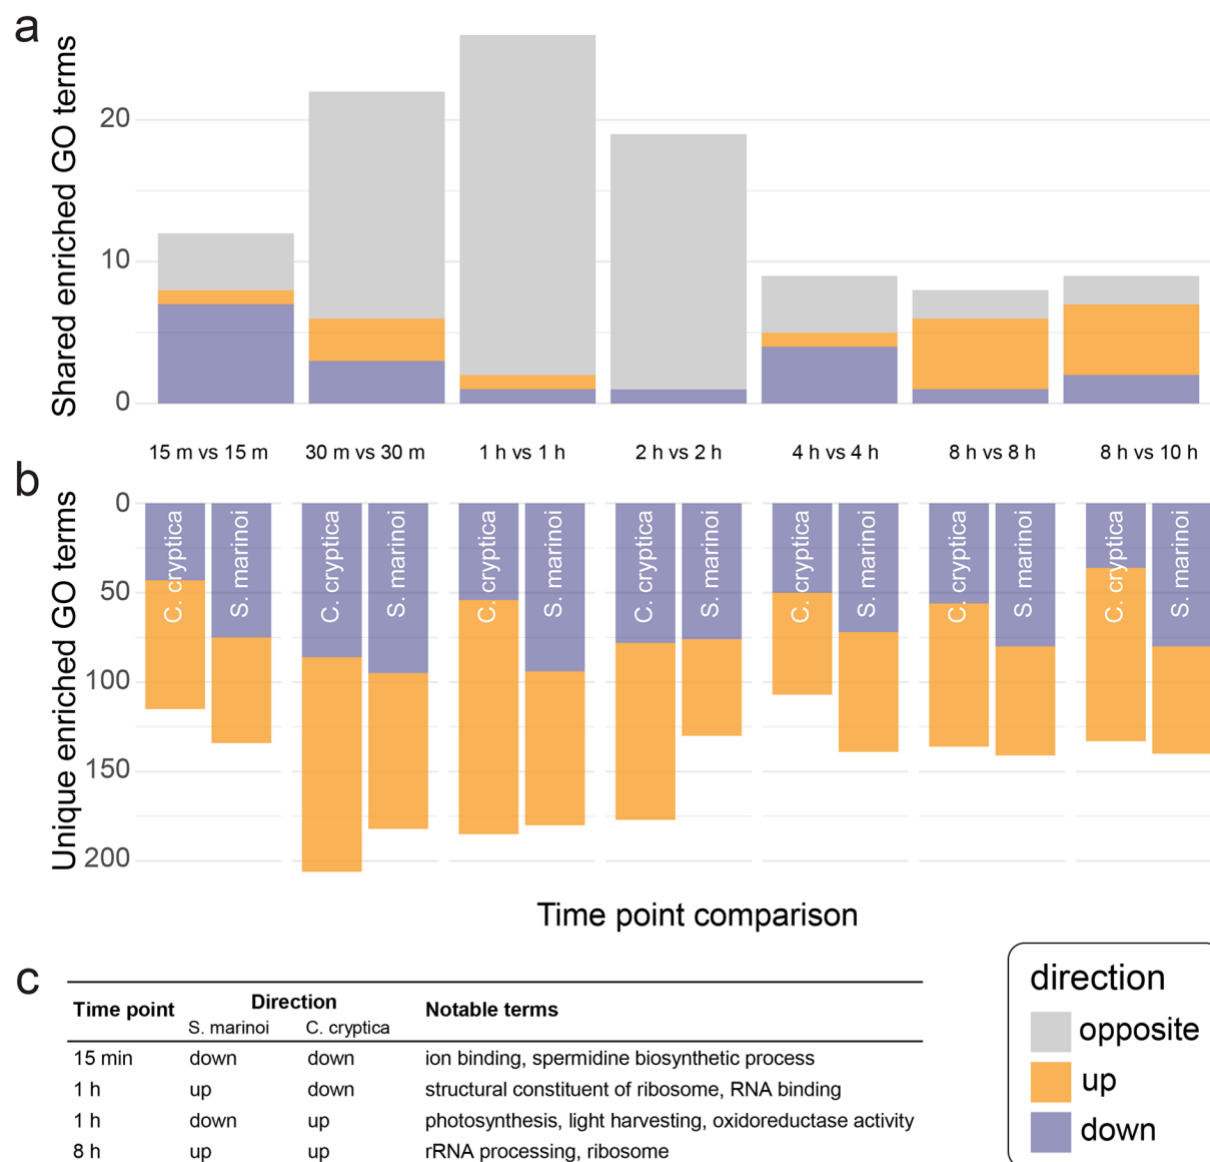 a
Shared enriched GO terms
20
10
0
15 m vs 15 m 30 m vs 30 m 1 h vs 1 h 2 h vs 2 h 4 h vs 4 h 8 h vs 8 h 8 h vs 10 h
b
Unique enriched GO terms
0
50
100
150
200
C. cryptica S. marinoi C. cryptica S. marinoi C. cryptica S. marinoi C. cryptica S. marinoi C. cryptica S. marinoi C. cryptica S. marinoi C. cryptica S. marinoi
Time point comparison
c
Time point Direction Notable terms
S. marinoi C. cryptica
15 min down down ion binding, spermidine biosynthetic process
1 h up down structural constituent of ribosome, RNA binding
1 h down up photosynthesis, light harvesting, oxidoreductase activity
8 h up up rRNA processing, ribosome
direction
opposite
up
down